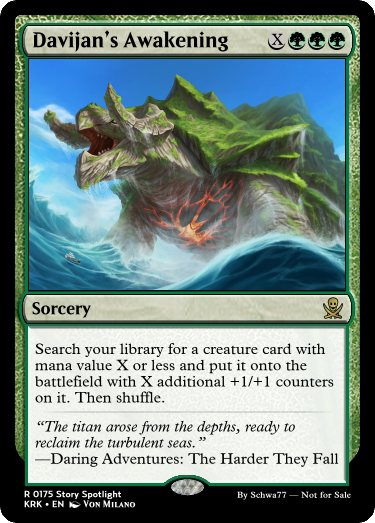 Davijan's Awakening X
Sorcery
Search your library for a creature card with
mana value X or less and put it onto the
battlefield with X additional +1/+1 counters
on it. Then shuffle.
“The titan arose from the depths, ready to
reclaim the turbulent seas.”
—Daring Adventures: The Harder They Fall
R 0175 Story Spotlight
KRK • EN Von Milano
By Schwa77 — Not for Sale